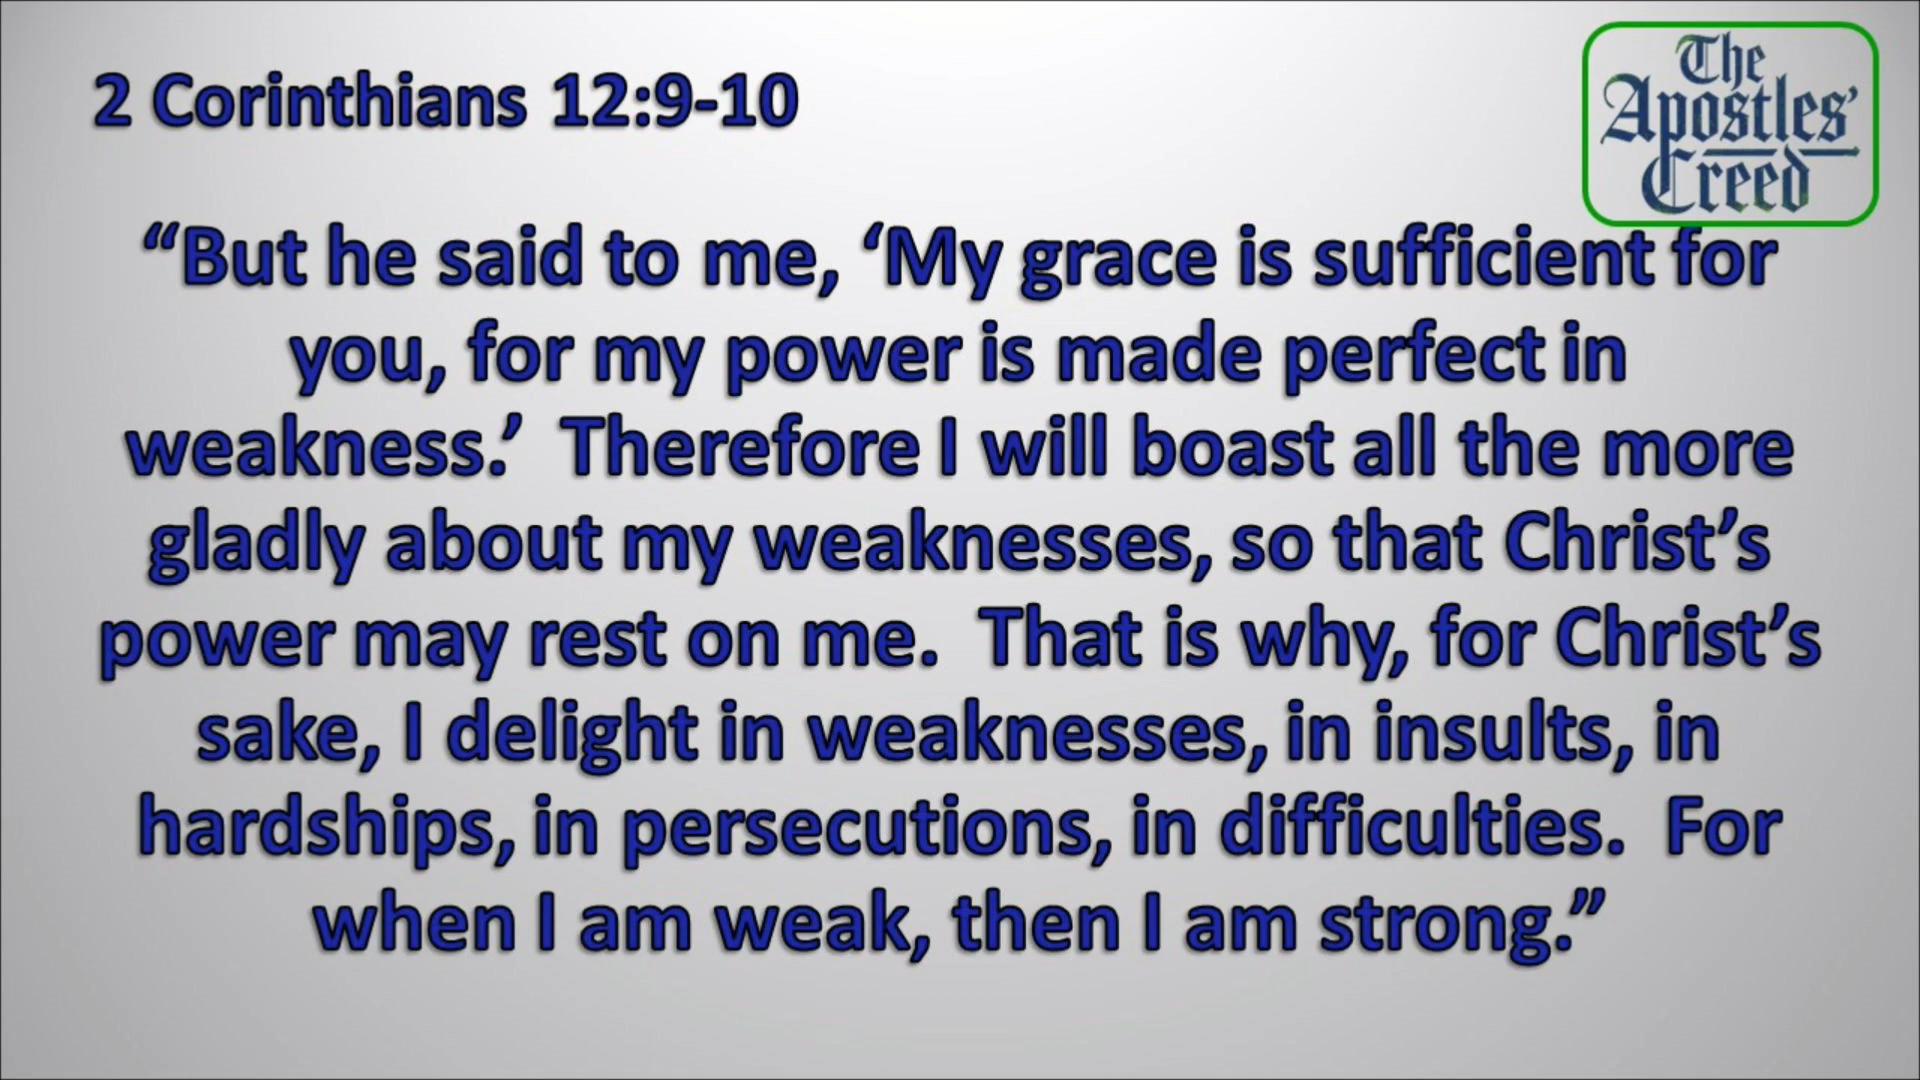 2 Corinthians 12:9-10
The
Apostles’
Creed
“But he said to me, ‘My grace is sufficient for
you, for my power is made perfect in
weakness.’  Therefore I will boast all the more
gladly about my weaknesses, so that Christ’s
power may rest on me.  That is why, for Christ’s
sake, I delight in weaknesses, in insults, in
hardships, in persecutions, in difficulties.  For
when I am weak, then I am strong.”